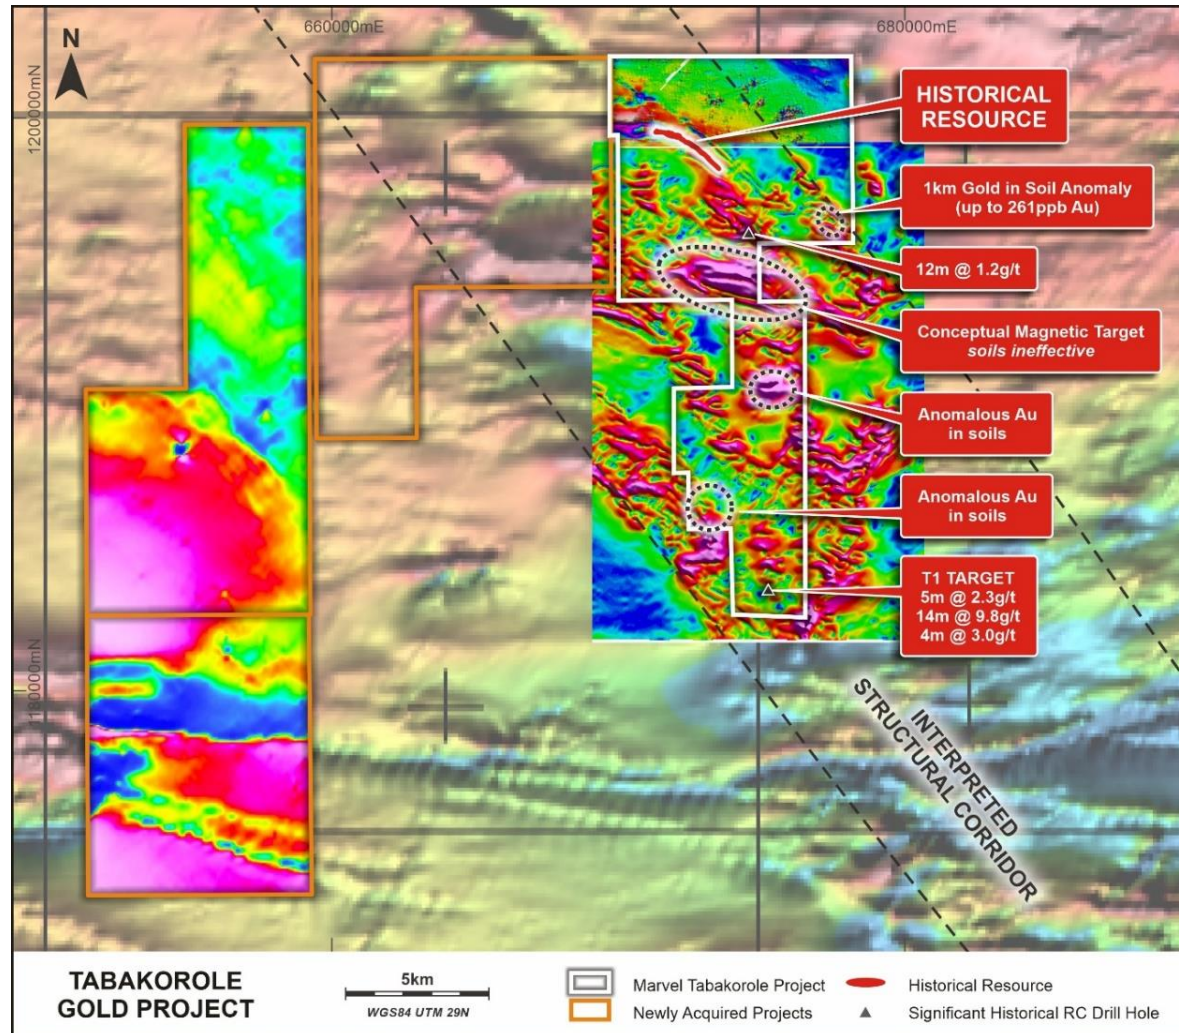 660000mE
680000mE
N
1200000mN
1180000mN
HISTORICAL
RESOURCE
1km Gold in Soil Anomaly
(up to 261ppb Au)
12m @ 1.2g/t
Conceptual Magnetic Target
soils ineffective
Anomalous Au
in soils
Anomalous Au
in soils
T1 TARGET
5m @ 2.3g/t
14m @ 9.8g/t
4m @ 3.0g/t
INTERPRETED
STRUCTURAL CORRIDOR
TABAKOROLE
GOLD PROJECT
5km
WGS84 UTM 29N
Marvel Tabakorole Project
Newly Acquired Projects
Historical Resource
Significant Historical RC Drill Hole